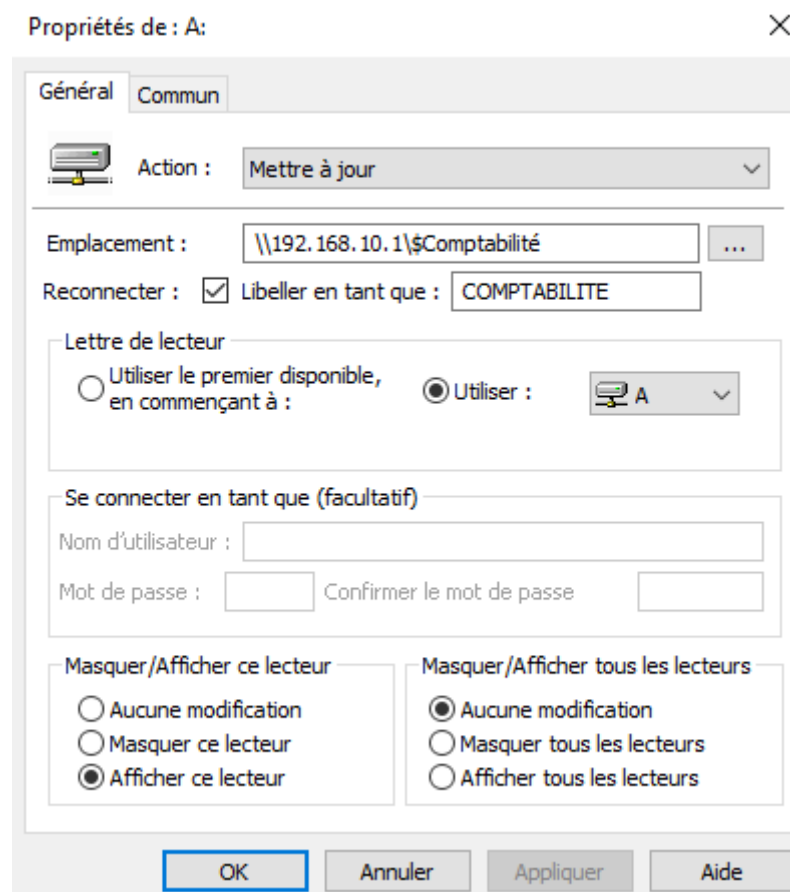 Propriétés de : A:
Général
Commun
Action :
Mettre à jour
Emplacement :
\\192.168.10.1\$Comptabilité
...
Reconnecter :
Libeller en tant que :
COMPTABILITE
Lettre de lecteur
Utiliser le premier disponible,
en commençant à :
Utiliser :
A
Se connecter en tant que (facultatif)
Nom d'utilisateur :
Mot de passe :
Confirmer le mot de passe
Masquer/Afficher ce lecteur
Aucune modification
Masquer ce lecteur
Afficher ce lecteur
Masquer/Afficher tous les lecteurs
Aucune modification
Masquer tous les lecteurs
Afficher tous les lecteurs
OK
Annuler
Appliquer
Aide